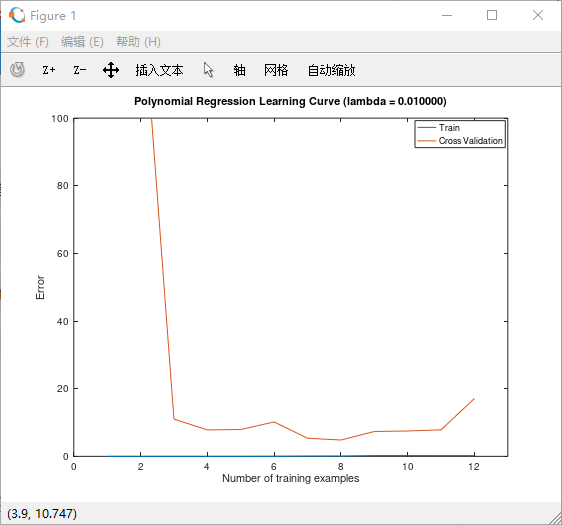 Figure 1
文件 (F) 编辑 (E) 帮助 (H)
Z+ Z- 插入文本 轴 网格 自动缩放
Polynomial Regression Learning Curve (lambda = 0.010000)
100
Train
Cross Validation
80
60
Error
40
20
0
0 2 4 6 8 10 12
Number of training examples
(3.9, 10.747)